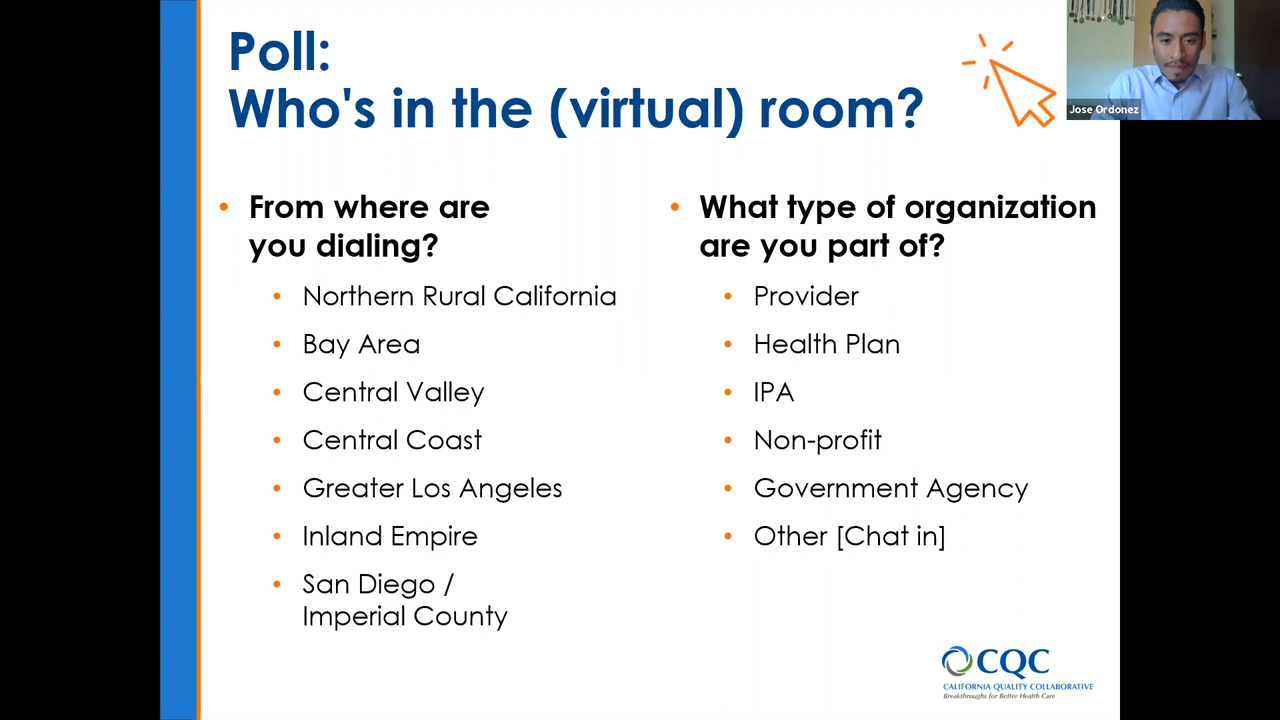 Poll:
Who's in the (virtual) room?
Jose Ordonez
• From where are
you dialing?
• Northern Rural California
• Bay Area
• Central Valley
• Central Coast
• Greater Los Angeles
• Inland Empire
• San Diego /
Imperial County
• What type of organization
are you part of?
• Provider
• Health Plan
• IPA
• Non-profit
• Government Agency
• Other [Chat in]
CQC
CALIFORNIA QUALITY COLLABORATIVE
Breakthroughs for Better Health Care